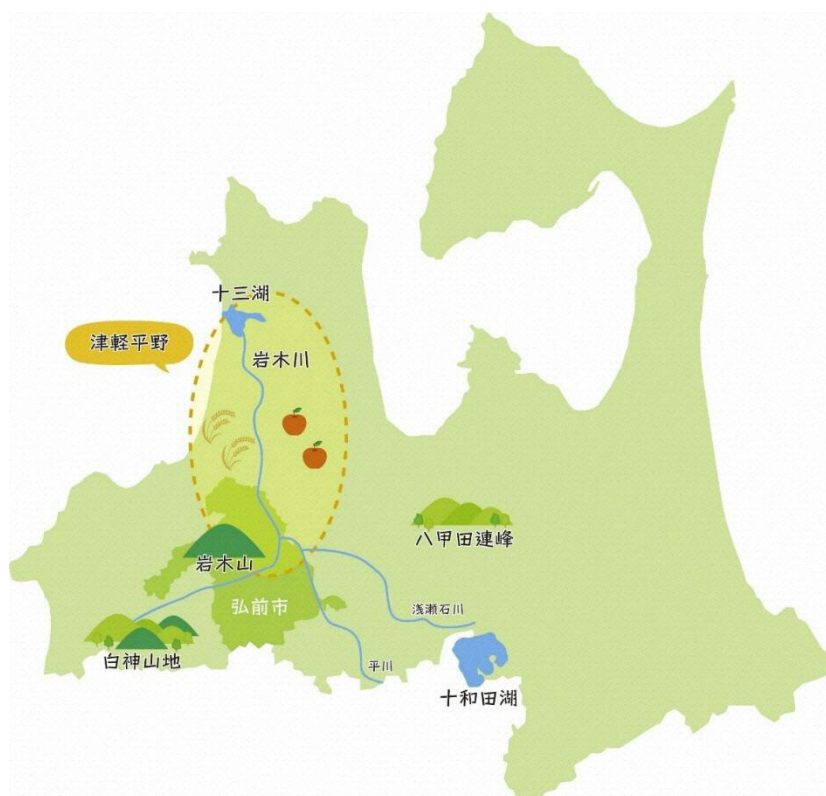 十三湖
津軽平野
岩木川
八甲田連峰
岩木山
弘前市
浅瀬石川
白神山地
平川
十和田湖